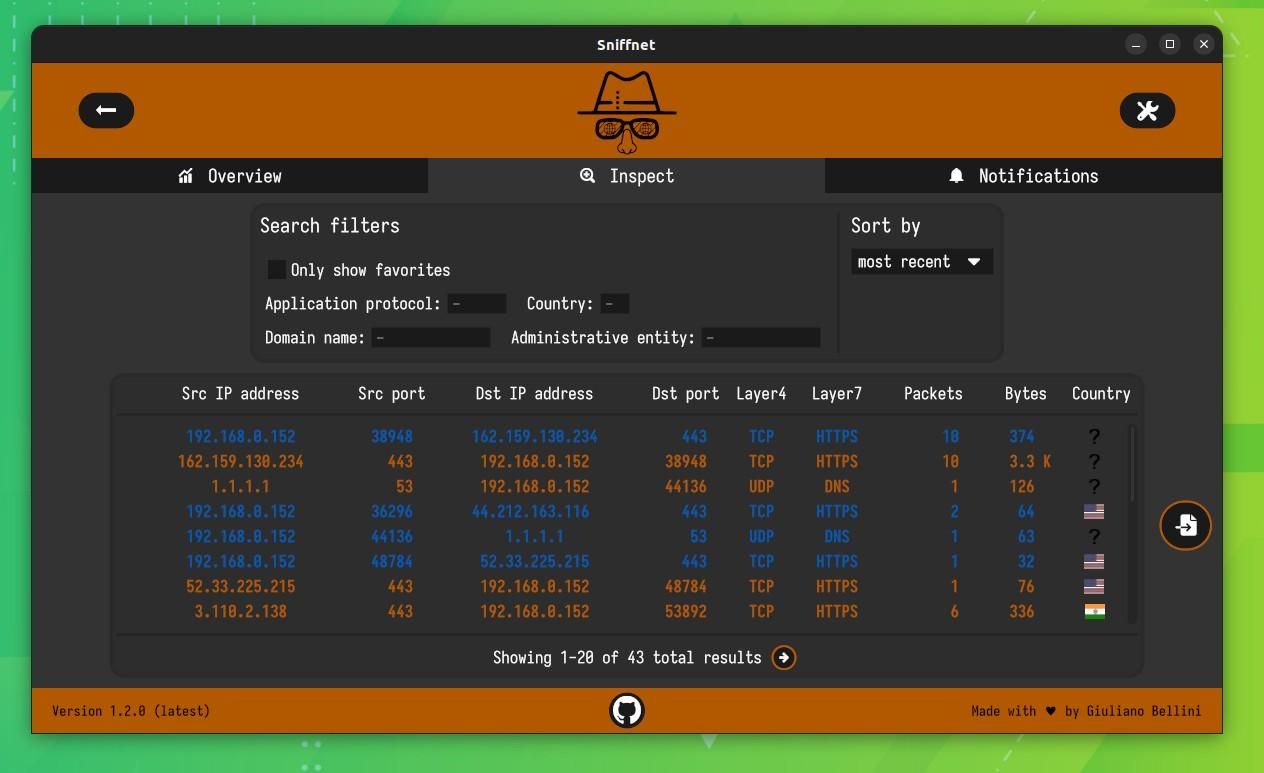 Sniffnet
Overview Inspect Notifications
Search filters Sort by
most recent
Only show favorites
Application protocol: – Country: –
Domain name: – Administrative entity: –
Src IP address Src port Dst IP address Dst port Layer4 Layer7 Packets Bytes Country
192.168.0.152 38948 162.159.130.234 443 TCP HTTPS 10 374 ?
162.159.130.234 443 192.168.0.152 38948 TCP HTTPS 10 3.3 K ?
1.1.1.1 53 192.168.0.152 44136 UDP DNS 1 126 ?
192.168.0.152 36296 44.212.163.116 443 TCP HTTPS 2 64
192.168.0.152 44136 1.1.1.1 53 UDP DNS 1 63 ?
192.168.0.152 48784 52.33.225.215 443 TCP HTTPS 1 32
52.33.225.215 443 192.168.0.152 48784 TCP HTTPS 1 76
3.110.2.138 443 192.168.0.152 53892 TCP HTTPS 6 336
Showing 1-20 of 43 total results
Version 1.2.0 (latest) Made with ♥ by Giuliano Bellini